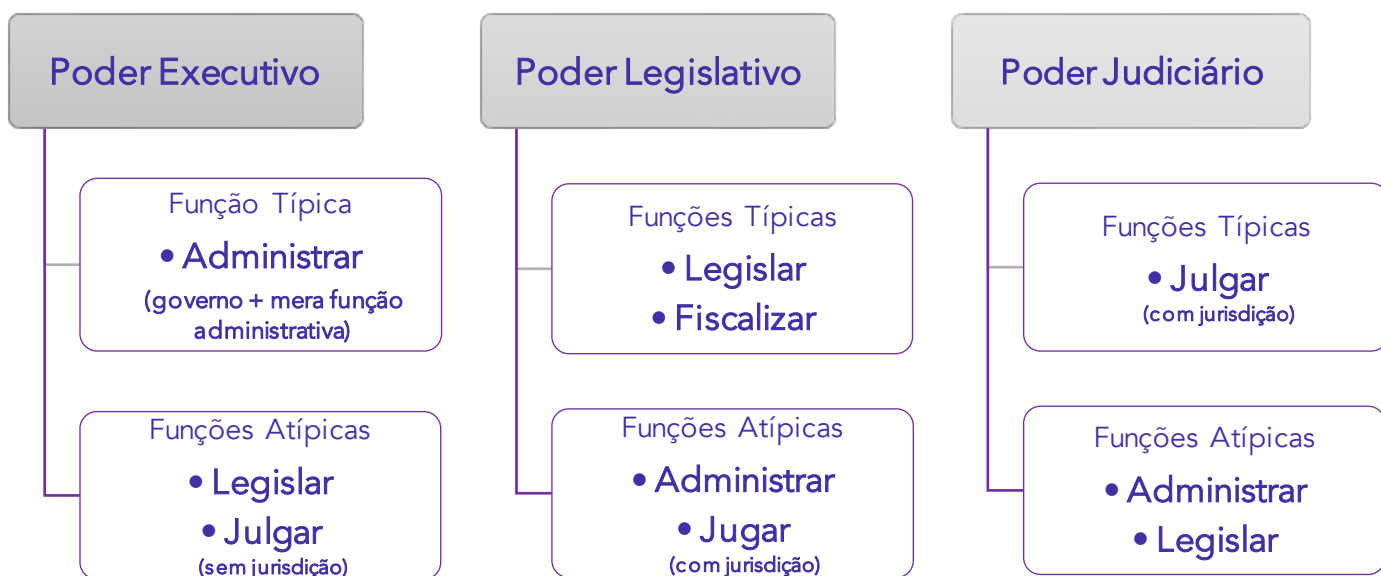 Poder Executivo
Função Típica
• Administrar
(governo + mera função
administrativa)
Funções Atípicas
• Legislar
• Julgar
(sem jurisdição)
Poder Legislativo
Funções Típicas
• Legislar
• Fiscalizar
Funções Atípicas
• Administrar
• Jugar
(com jurisdição)
Poder Judiciário
Funções Típicas
• Julgar
(com jurisdição)
Funções Atípicas
• Administrar
• Legislar